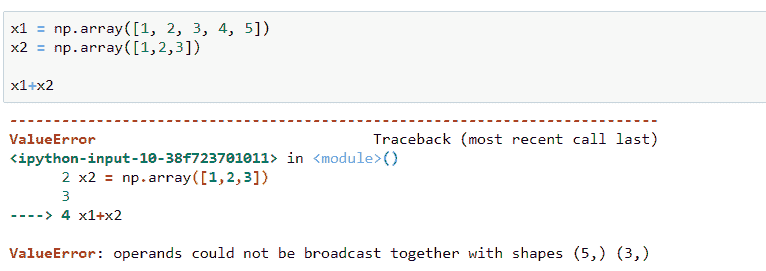 x1 = np.array([1, 2, 3, 4, 5])
x2 = np.array([1,2,3])
x1+x2
---------------------------------------------------------------------------
ValueError                                Traceback (most recent call last)
<ipython-input-10-38f723701011> in <module>()
      2 x2 = np.array([1,2,3])
      3
----> 4 x1+x2
ValueError: operands could not be broadcast together with shapes (5,) (3,)